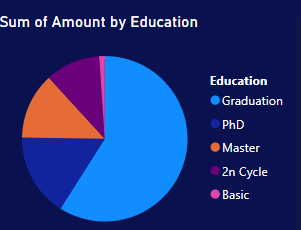 Sum of Amount by Education
Education
Graduation
PhD
Master
2n Cycle
Basic